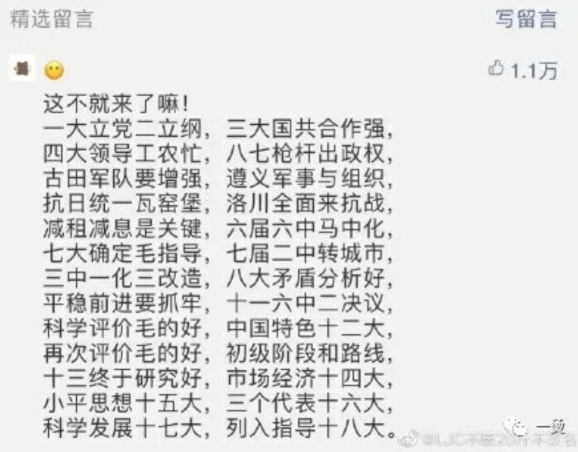 精选留言
写留言
1.1万
这不就来了嘛！
一大立党二立纲，三大国共合作强，
四大领导工农忙，八七枪杆出政权，
古田军队要增强，遵义军事与组织，
抗日统一瓦窑堡，洛川全面来抗战，
减租减息是关键，六届六中马中化，
七大确定毛指导，七届二中转城市，
三中一化三改造，八大矛盾分析好，
平稳前进要抓牢，十一六中二决议，
科学评价毛的好，中国特色十二大，
再次评价毛的好，初级阶段和路线，
十三终于研究好，市场经济十四大，
小平思想十五大，三个代表十六大，
科学发展十七大，列入指导十八大。
一烫